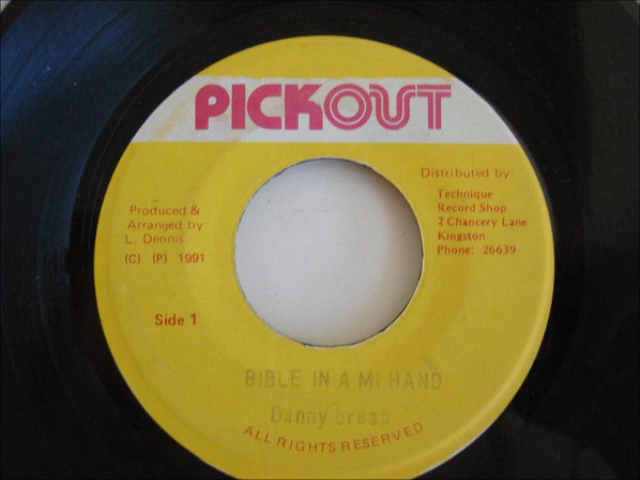 PICKOUT
Produced &
Arranged by
L. Dennis
(C) (P) 1991
Distributed by:
Technique
Record Shop
2 Chancery Lane
Kingston
Phone: 26639
Side 1
BIBLE IN A MI HAND
Danny
ALL RIGHTS RESERVED